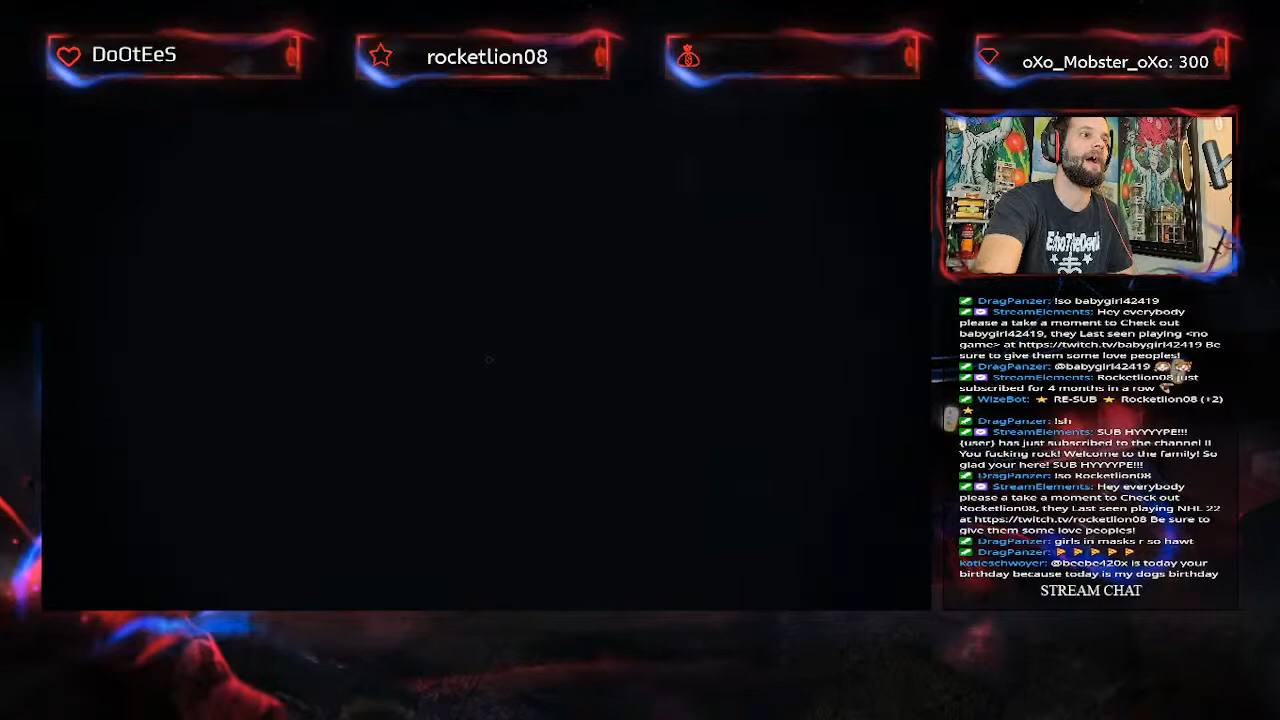 DoOtEeS
rocketlion08
oXo_Mobster_oXo: 300
EchoTheDevil
DragPanzer: !so babygirl42419
StreamElements: Hey everybody
please a take a moment to Check out
babygirl42419, they Last seen playing <no
game> at https://twitch.tv/babygirl42419 Be
sure to give them some love peoples!
DragPanzer: @babygirl42419
StreamElements: Rocketlion08 just
subscribed for 4 months in a row
WizeBot: RE-SUB Rocketlion08 (+2)
DragPanzer: !sh
StreamElements: SUB HYYYYPE!!!
{user} has just subscribed to the channel !!
You fucking rock! Welcome to the family! So
glad your here! SUB HYYYYPE!!!
DragPanzer: !so Rocketlion08
StreamElements: Hey everybody
please a take a moment to Check out
Rocketlion08, they Last seen playing NHL 22
at https://twitch.tv/rocketlion08 Be sure to
give them some love peoples!
DragPanzer: girls in masks r so hawt
DragPanzer:
katieschwoyer: @beebe420x is today your
birthday because today is my dogs birthday
STREAM CHAT